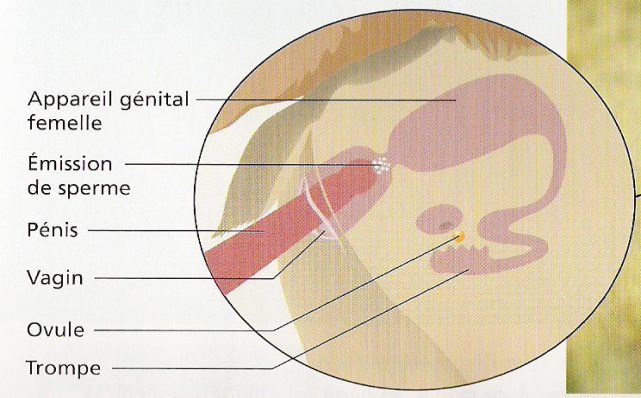 Appareil génital
femelle
Émission
de sperme
Pénis
Vagin
Ovule
Trompe